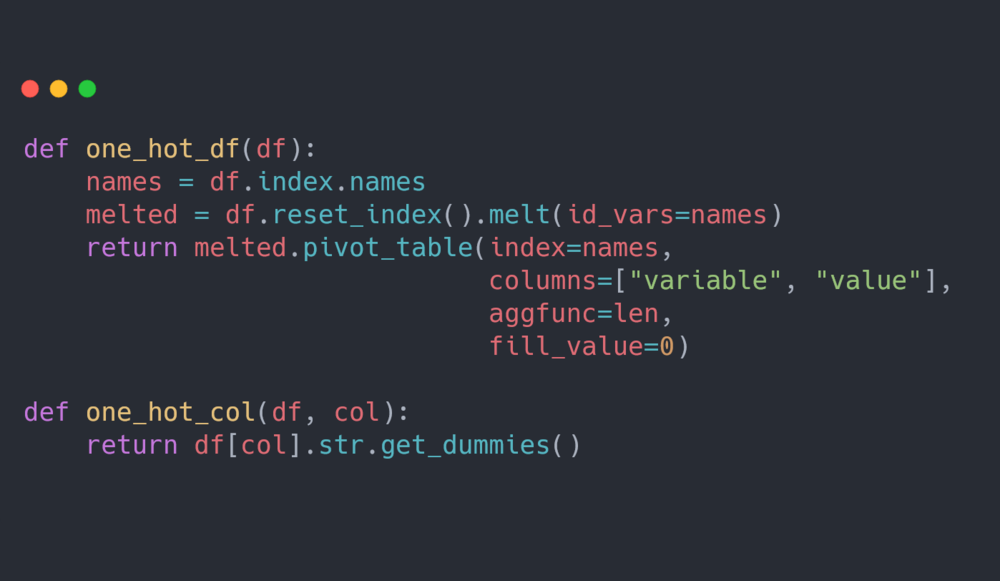 def one_hot_df(df):
    names = df.index.names
    melted = df.reset_index().melt(id_vars=names)
    return melted.pivot_table(index=names,
                              columns=["variable", "value"],
                              aggfunc=len,
                              fill_value=0)

def one_hot_col(df, col):
    return df[col].str.get_dummies()